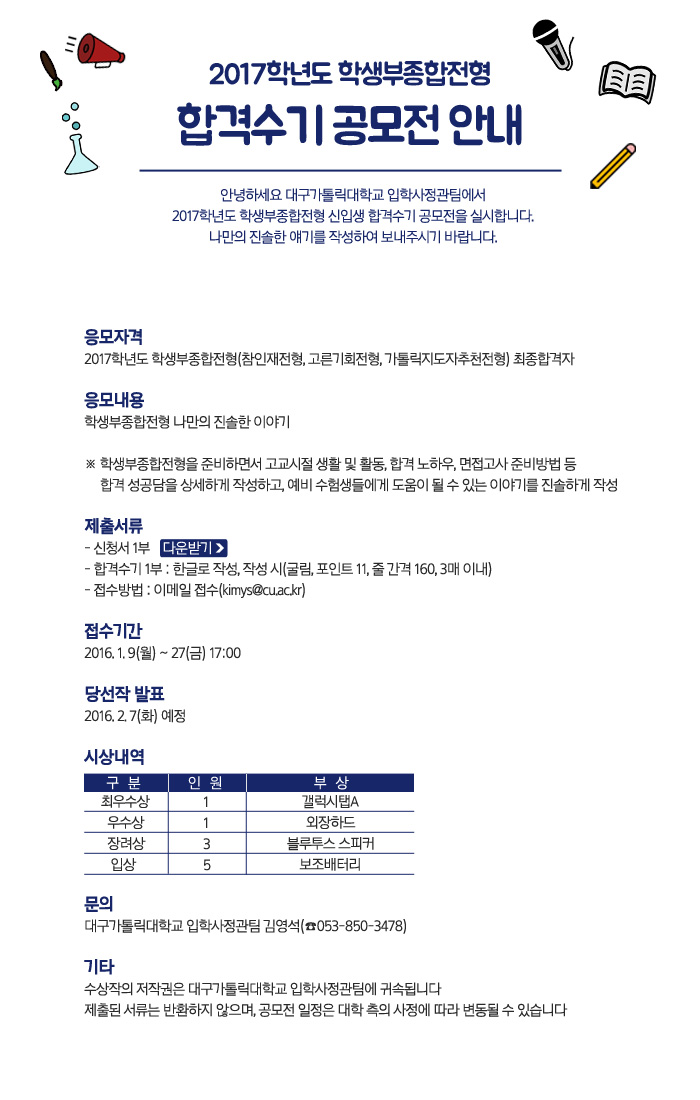 2017학년도 학생부종합전형
합격수기 공모전 안내
안녕하세요 대구가톨릭대학교 입학사정관팀에서
2017학년도 학생부종합전형 신입생 합격수기 공모전을 실시합니다.
나만의 진솔한 얘기를 작성하여 보내주시기 바랍니다.
응모자격
2017학년도 학생부종합전형(참인재전형, 고른기회전형, 가톨릭지도자추천전형) 최종합격자
응모내용
학생부종합전형 나만의 진솔한 이야기
※ 학생부종합전형을 준비하면서 고교시절 생활 및 활동, 합격 노하우, 면접고사 준비방법 등
합격 성공담을 상세하게 작성하고, 예비 수험생들에게 도움이 될 수 있는 이야기를 진솔하게 작성
제출서류
- 신청서 1부 다운받기 >
- 합격수기 1부 : 한글로 작성, 작성 시(굴림, 포인트 11, 줄 간격 160, 3매 이내)
- 접수방법 : 이메일 접수(kimys@cu.ac.kr)
접수기간
2016. 1. 9(월) ~ 27(금) 17:00
당선작 발표
2016. 2. 7(화) 예정
시상내역
구 분 인 원 부 상
최우수상 1 갤럭시탭A
우수상 1 외장하드
장려상 3 블루투스 스피커
입상 5 보조배터리
문의
대구가톨릭대학교 입학사정관팀 김영석(☎053-850-3478)
기타
수상작의 저작권은 대구가톨릭대학교 입학사정관팀에 귀속됩니다
제출된 서류는 반환하지 않으며, 공모전 일정은 대학 측의 사정에 따라 변동될 수 있습니다